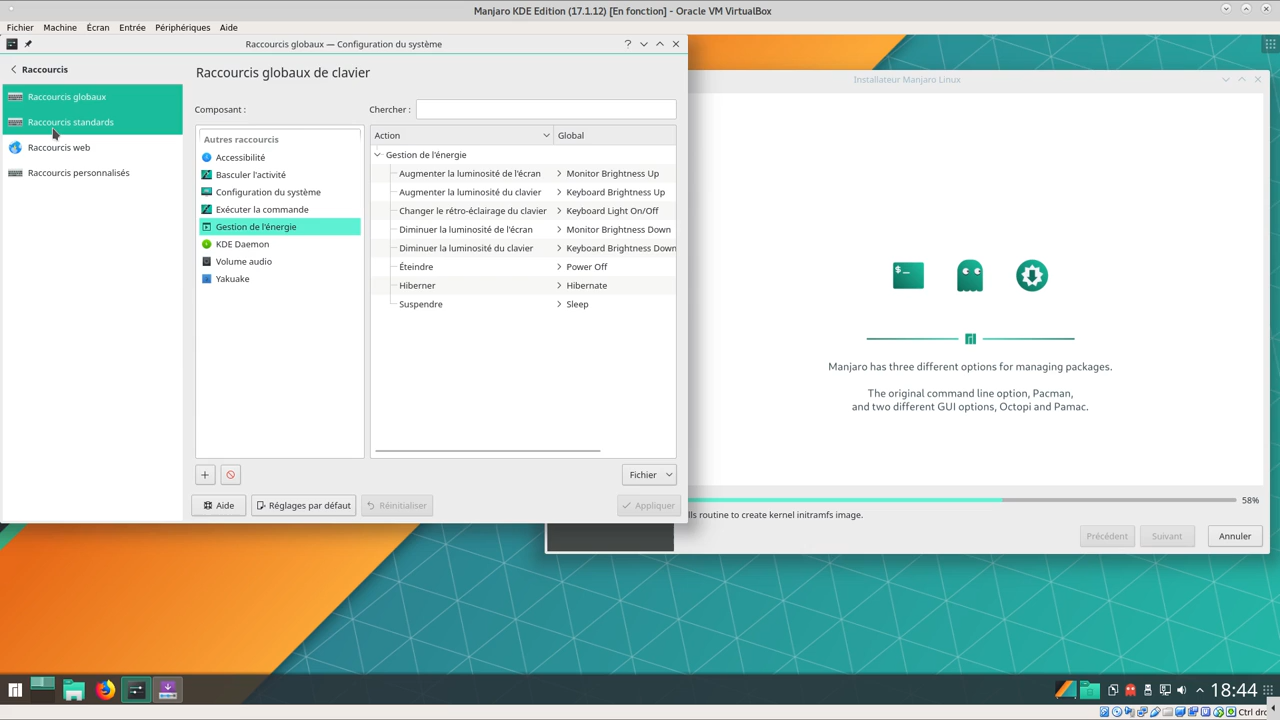 Manjaro KDE Edition (17.1.12) [En fonction] - Oracle VM VirtualBox
Fichier Machine Écran Entrée Périphériques Aide
Raccourcis globaux — Configuration du système
Raccourcis
Raccourcis globaux
Raccourcis standards
Raccourcis web
Raccourcis personnalisés
Raccourcis globaux de clavier
Composant :
Chercher :
Autres raccourcis
Accessibilité
Basculer l'activité
Configuration du système
Exécuter la commande
Gestion de l'énergie
KDE Daemon
Volume audio
Yakuake
Action Global
Gestion de l'énergie
Augmenter la luminosité de l'écran Monitor Brightness Up
Augmenter la luminosité du clavier Keyboard Brightness Up
Changer le rétro-éclairage du clavier Keyboard Light On/Off
Diminuer la luminosité de l'écran Monitor Brightness Down
Diminuer la luminosité du clavier Keyboard Brightness Down
Éteindre Power Off
Hiberner Hibernate
Suspendre Sleep
Fichier
Aide Réglages par défaut Réinitialiser Appliquer
Installateur Manjaro Linux
$–
Manjaro has three different options for managing packages.
The original command line option, Pacman,
and two different GUI options, Octopi and Pamac.
58%
routine to create kernel initramfs image.
Précédent Suivant Annuler
18:44
Ctrl